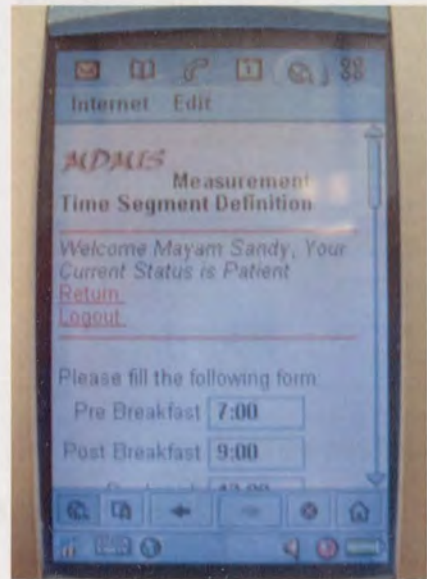 Internet Edit
MDMIS
Measurement
Time Segment Definition
Welcome Mayam Sandy, Your
Current Status is Patient
Return
Logout
Please fill the following form:
Pre Breakfast 7:00
Post Breakfast 9:00